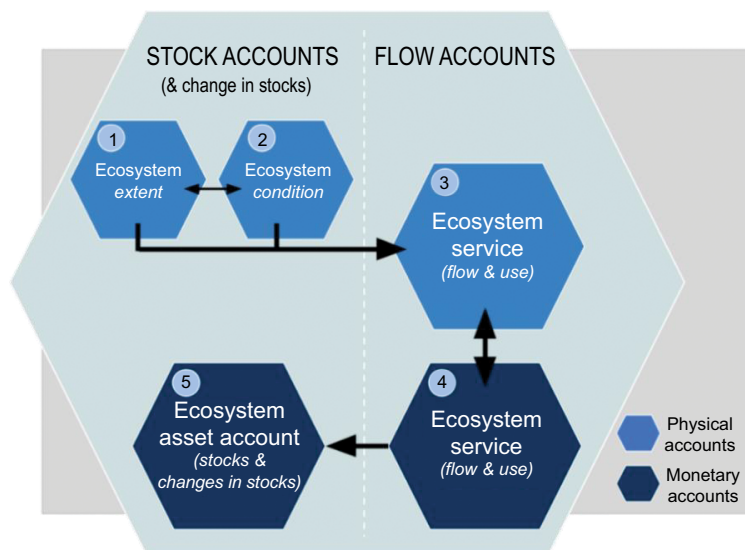 STOCK ACCOUNTS
(& change in stocks)
FLOW ACCOUNTS
1
Ecosystem
extent
2
Ecosystem
condition
3
Ecosystem
service
(flow & use)
5
Ecosystem
asset account
(stocks &
changes in stocks)
4
Ecosystem
service
(flow & use)
Physical
accounts
Monetary
accounts